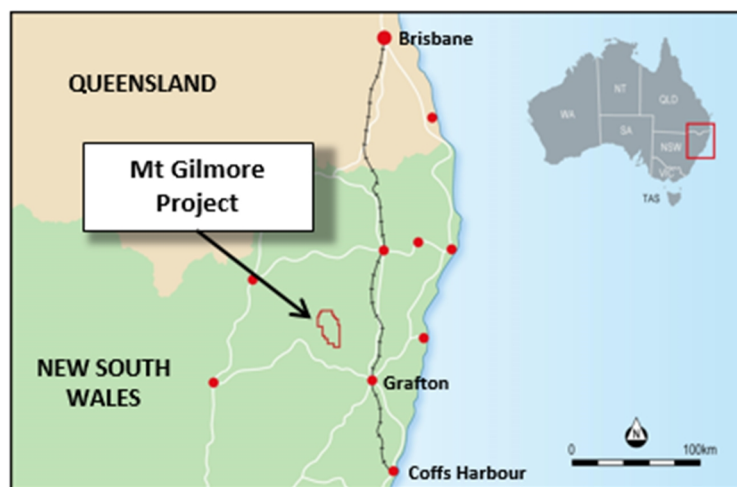 Brisbane
QUEENSLAND
Mt Gilmore
Project
NEW SOUTH
WALES
Grafton
Coffs Harbour
WA
NT
QLD
SA
NSW
VIC
TAS
N
0
100km